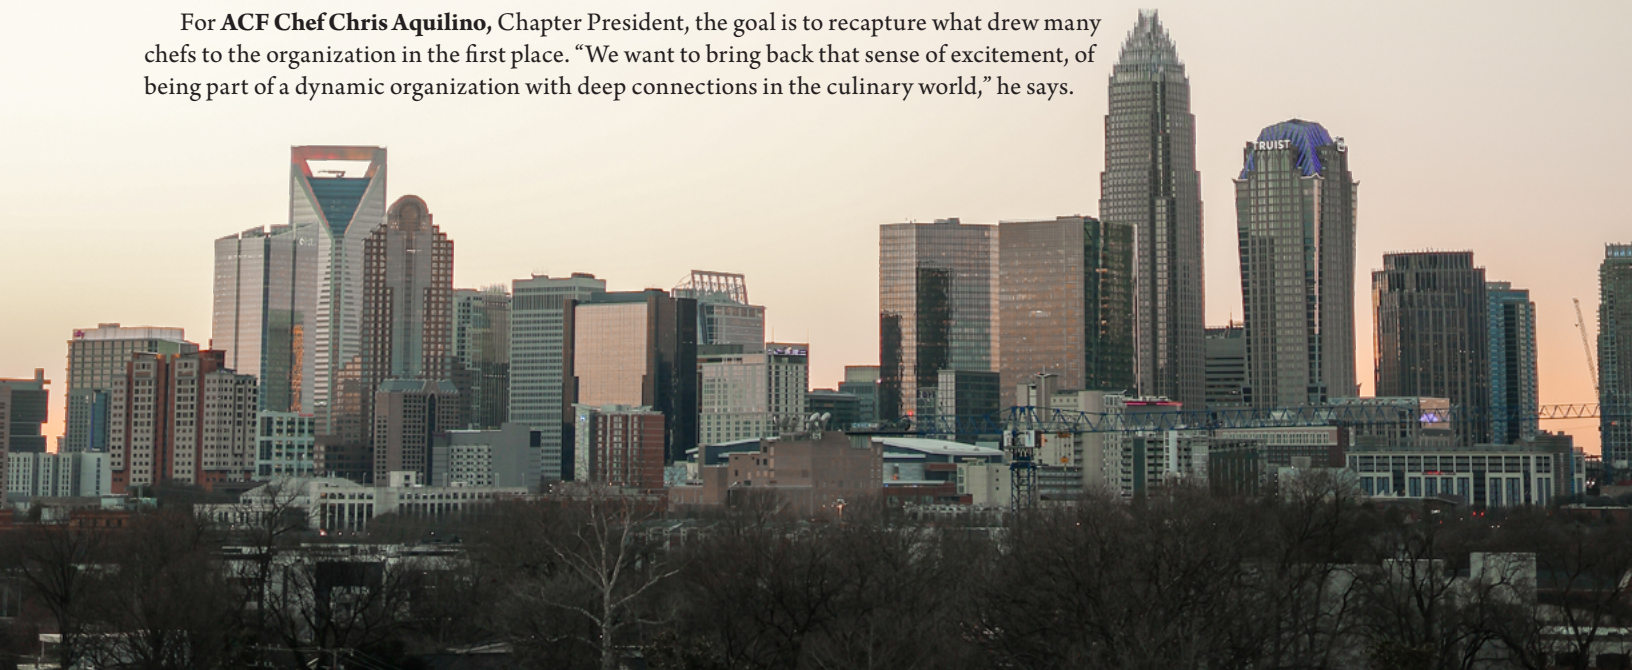 For ACF Chef Chris Aquilino, Chapter President, the goal is to recapture what drew many
chefs to the organization in the first place. “We want to bring back that sense of excitement, of
being part of a dynamic organization with deep connections in the culinary world,” he says.
TRUIST